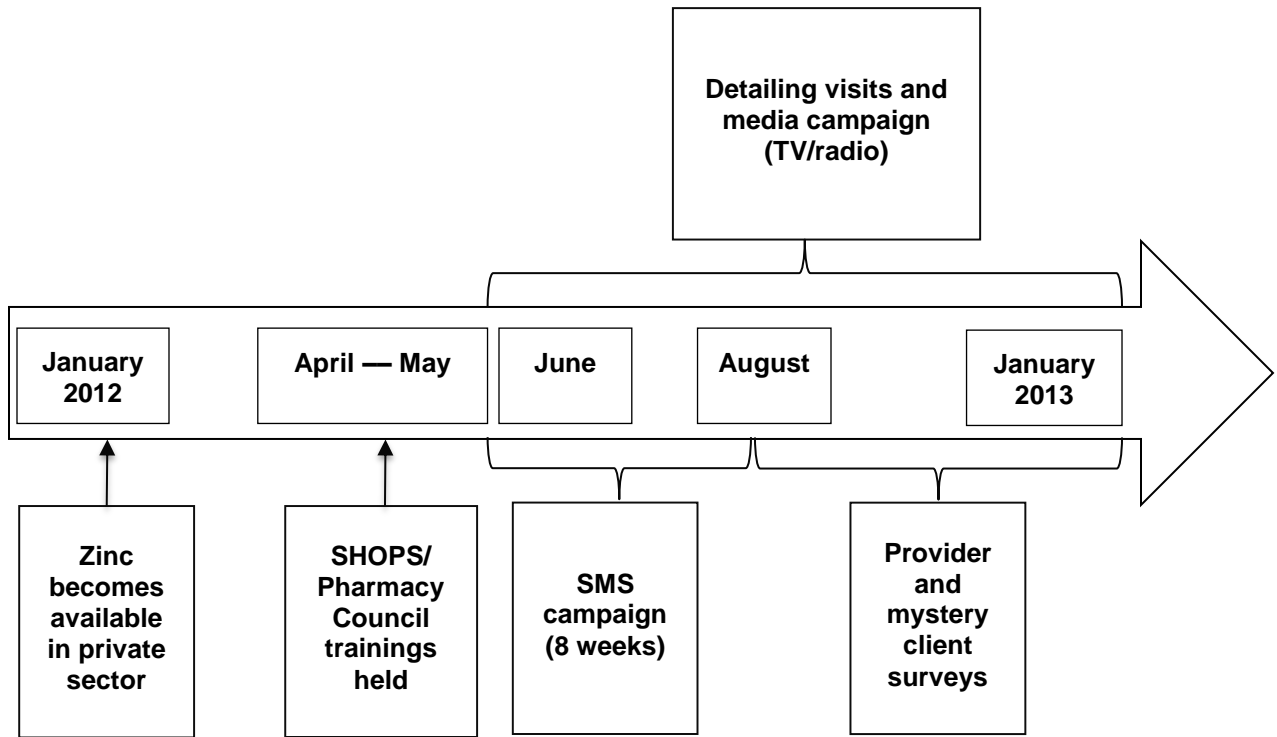 Detailing visits and
media campaign
(TV/radio)
January
2012
April — May
June
August
January
2013
Zinc
becomes
available
in private
sector
SHOPS/
Pharmacy
Council
trainings
held
SMS
campaign
(8 weeks)
Provider
and
mystery
client
surveys